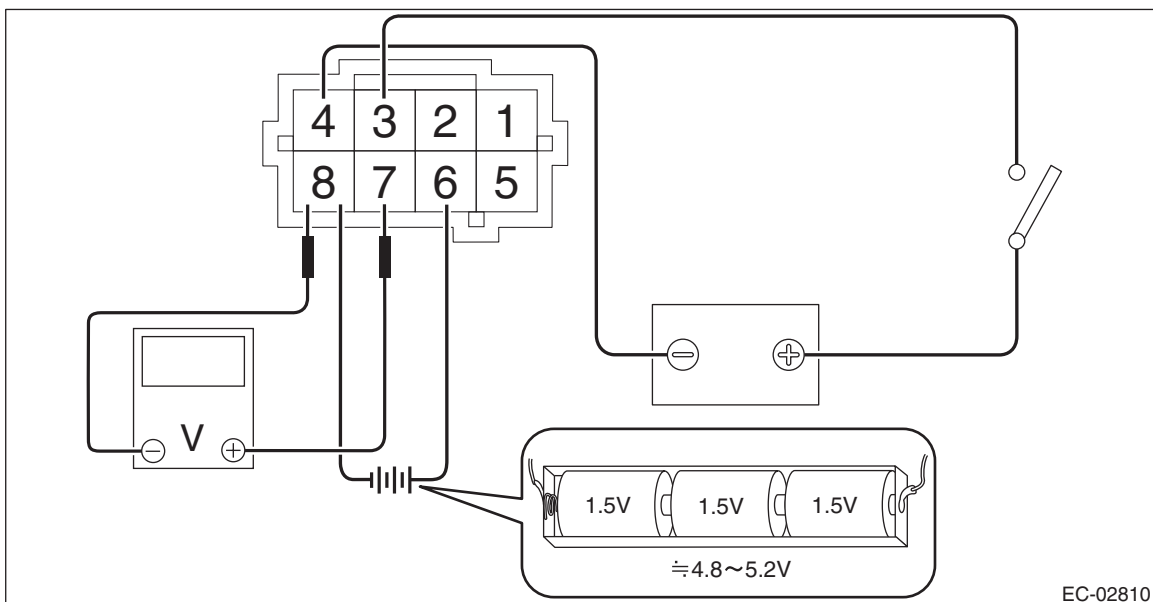 4 3 2 1
8 7 6 5
− +
V
− +
1.5V 1.5V 1.5V
≒4.8～5.2V
EC-02810